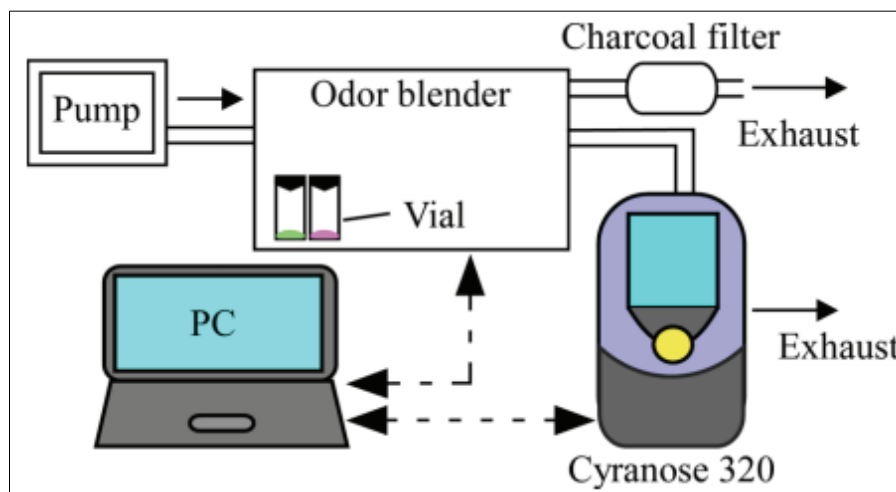 Charcoal filter
Pump
Odor blender
Exhaust
Vial
PC
Exhaust
Cyranose 320